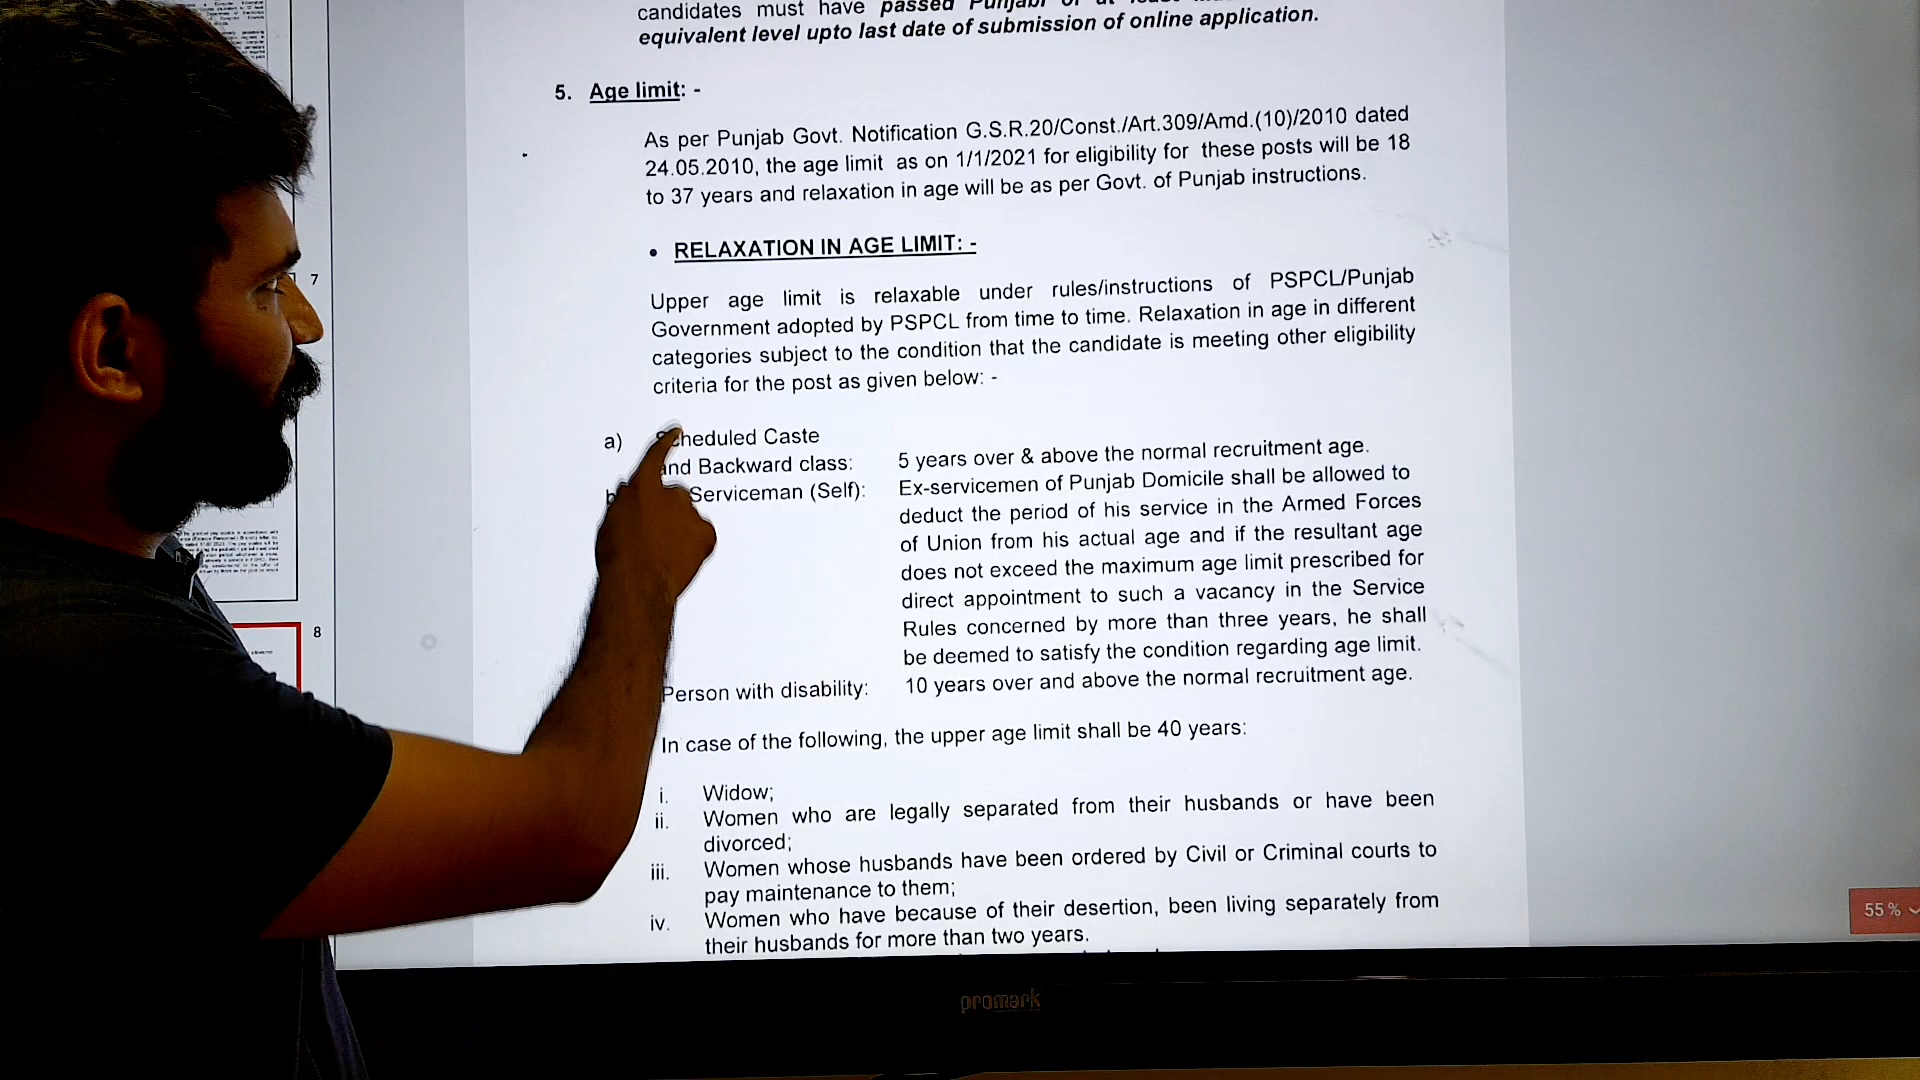 candidates must have passed Punjabi
equivalent level upto last date of submission of online application.
5. Age limit: -
As per Punjab Govt. Notification G.S.R.20/Const./Art.309/Amd.(10)/2010 dated
24.05.2010, the age limit as on 1/1/2021 for eligibility for these posts will be 18
to 37 years and relaxation in age will be as per Govt. of Punjab instructions.
• RELAXATION IN AGE LIMIT: -
Upper age limit is relaxable under rules/instructions of PSPCL/Punjab
Government adopted by PSPCL from time to time. Relaxation in age in different
categories subject to the condition that the candidate is meeting other eligibility
criteria for the post as given below: -
a) Scheduled Caste
and Backward class: 5 years over & above the normal recruitment age.
Serviceman (Self): Ex-servicemen of Punjab Domicile shall be allowed to
deduct the period of his service in the Armed Forces
of Union from his actual age and if the resultant age
does not exceed the maximum age limit prescribed for
direct appointment to such a vacancy in the Service
Rules concerned by more than three years, he shall
be deemed to satisfy the condition regarding age limit.
Person with disability: 10 years over and above the normal recruitment age.
In case of the following, the upper age limit shall be 40 years:
i. Widow;
ii. Women who are legally separated from their husbands or have been
divorced;
iii. Women whose husbands have been ordered by Civil or Criminal courts to
pay maintenance to them;
iv. Women who have because of their desertion, been living separately from
their husbands for more than two years.
7
8
55 %
promark